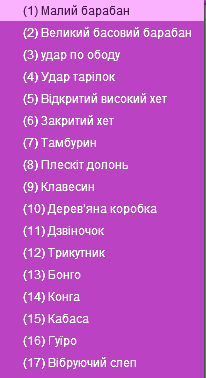 (1) Малий барабан
(2) Великий басовий барабан
(3) удар по ободу
(4) Удар тарілок
(5) Відкритий високий хет
(6) Закритий хет
(7) Тамбурин
(8) Плескіт долонь
(9) Клавесин
(10) Дерев'яна коробка
(11) Дзвіночок
(12) Трикутник
(13) Бонго
(14) Конга
(15) Кабаса
(16) Гуїро
(17) Вібруючий слеп